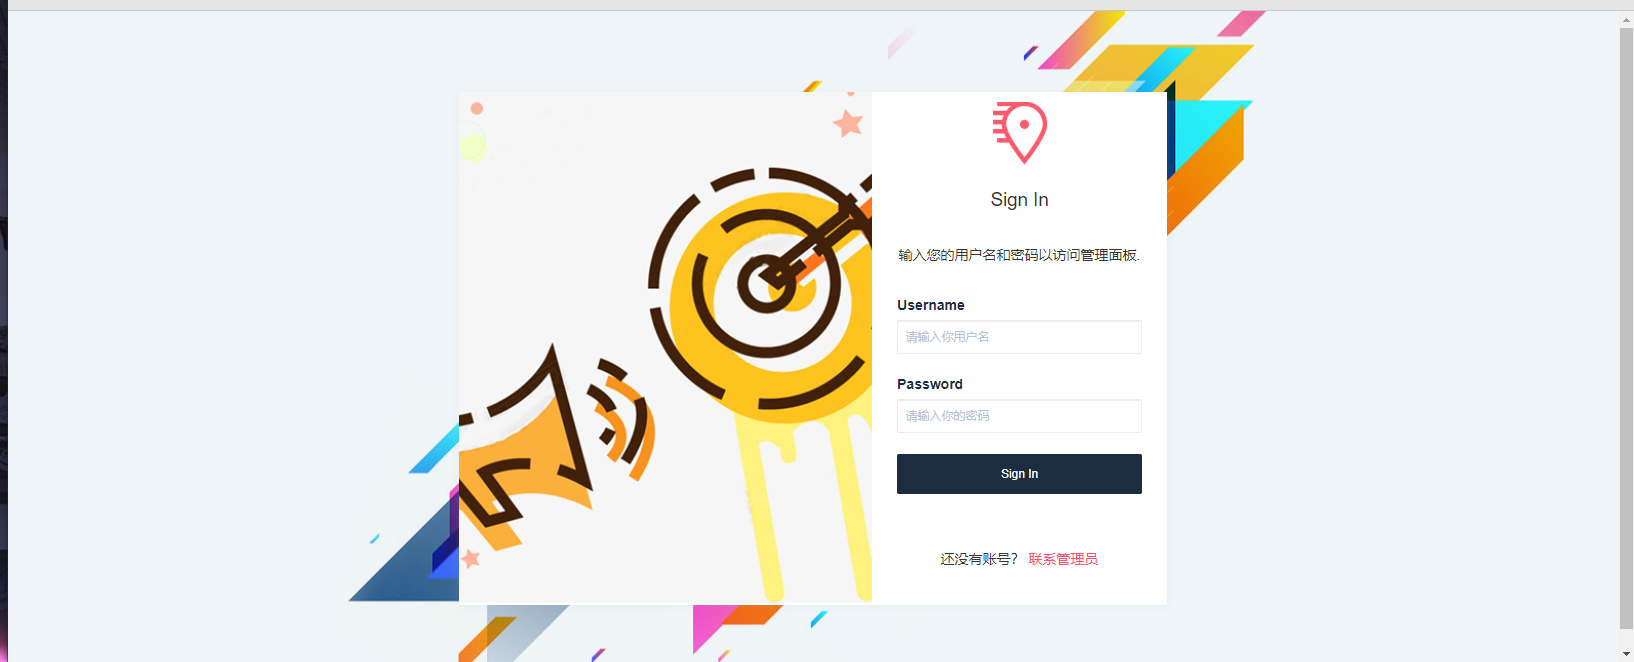 Sign In
输入您的用户名和密码以访问管理面板.
Username
请输入你用户名
Password
请输入你的密码
Sign In
还没有账号? 联系管理员